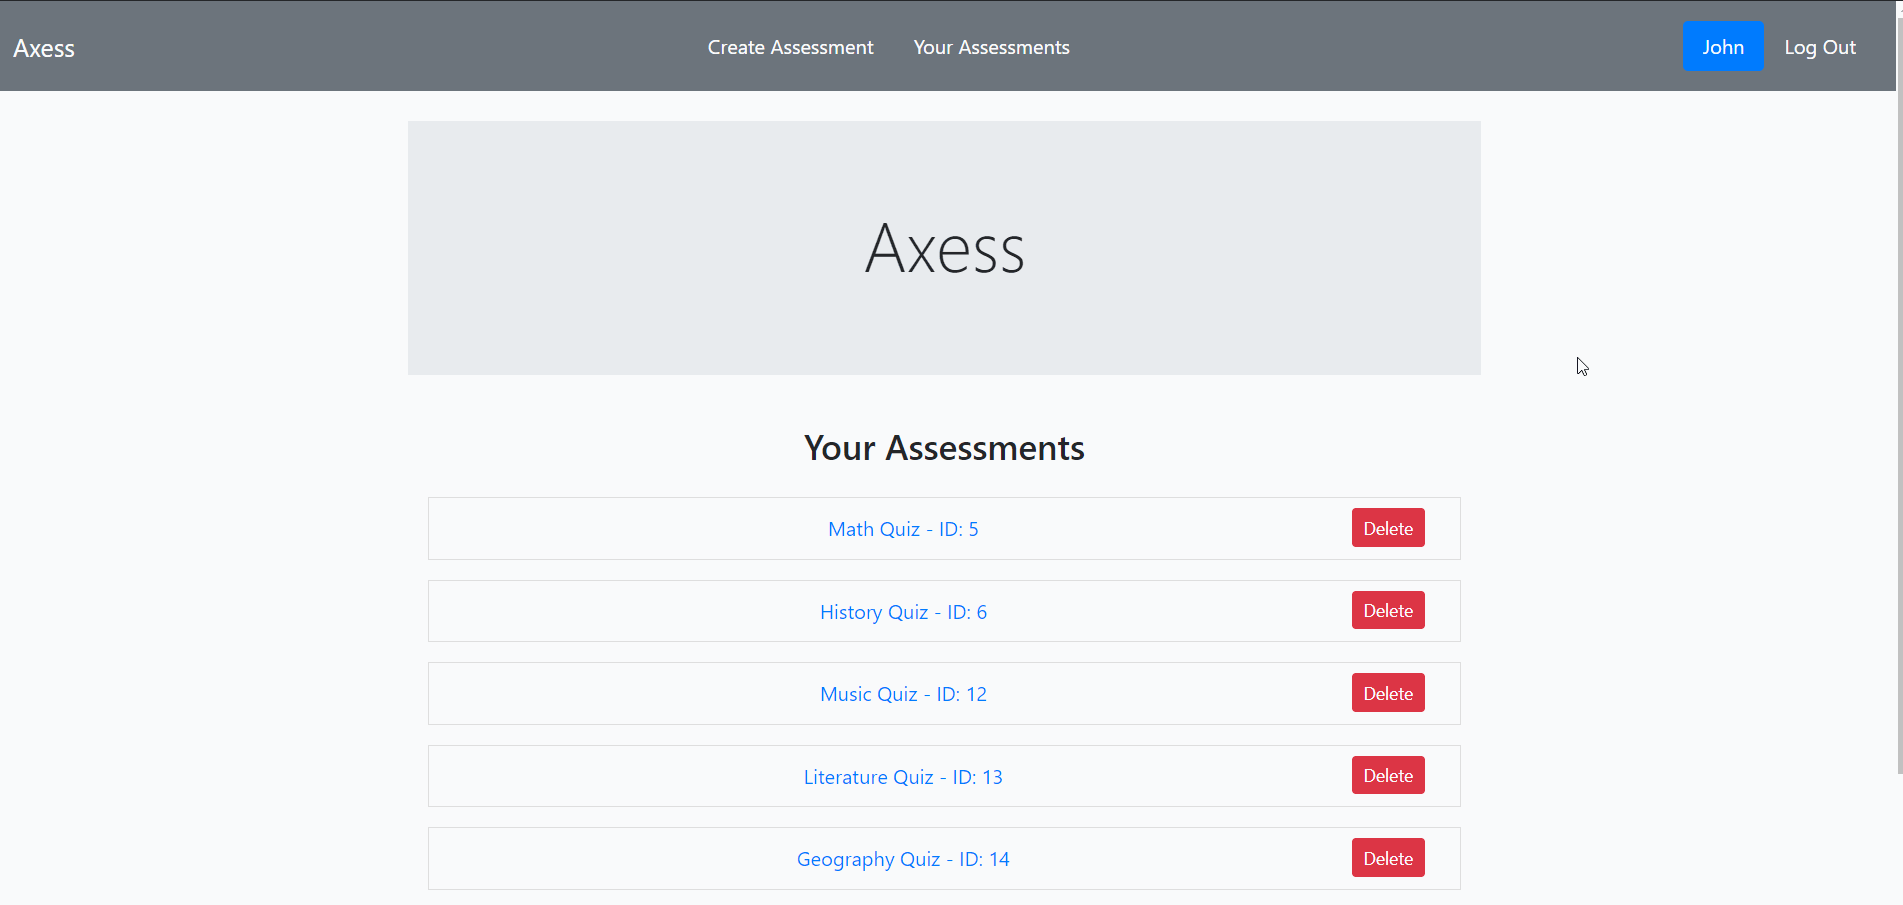 Axess
Create Assessment
Your Assessments
John
Log Out
Axess
Your Assessments
Math Quiz - ID: 5
Delete
History Quiz - ID: 6
Delete
Music Quiz - ID: 12
Delete
Literature Quiz - ID: 13
Delete
Geography Quiz - ID: 14
Delete